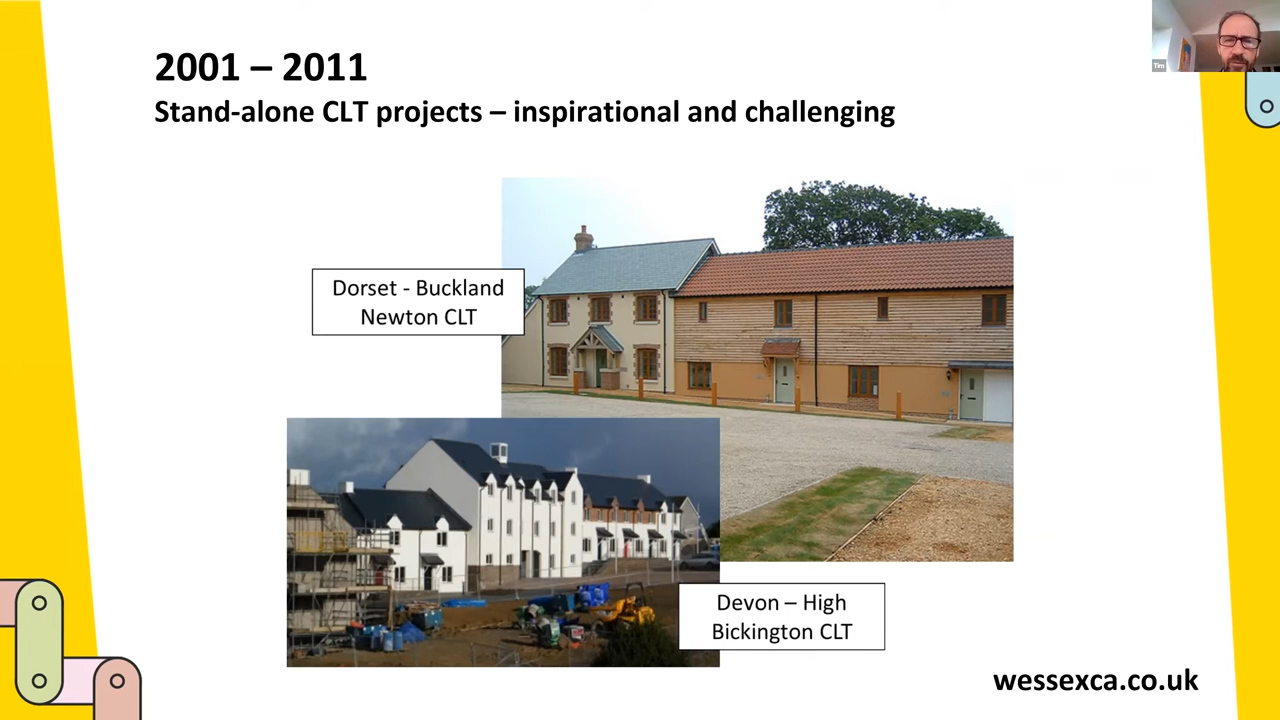 2001 – 2011
Stand-alone CLT projects – inspirational and challenging
Dorset - Buckland
Newton CLT
Devon – High
Bickington CLT
wessexca.co.uk
Tim